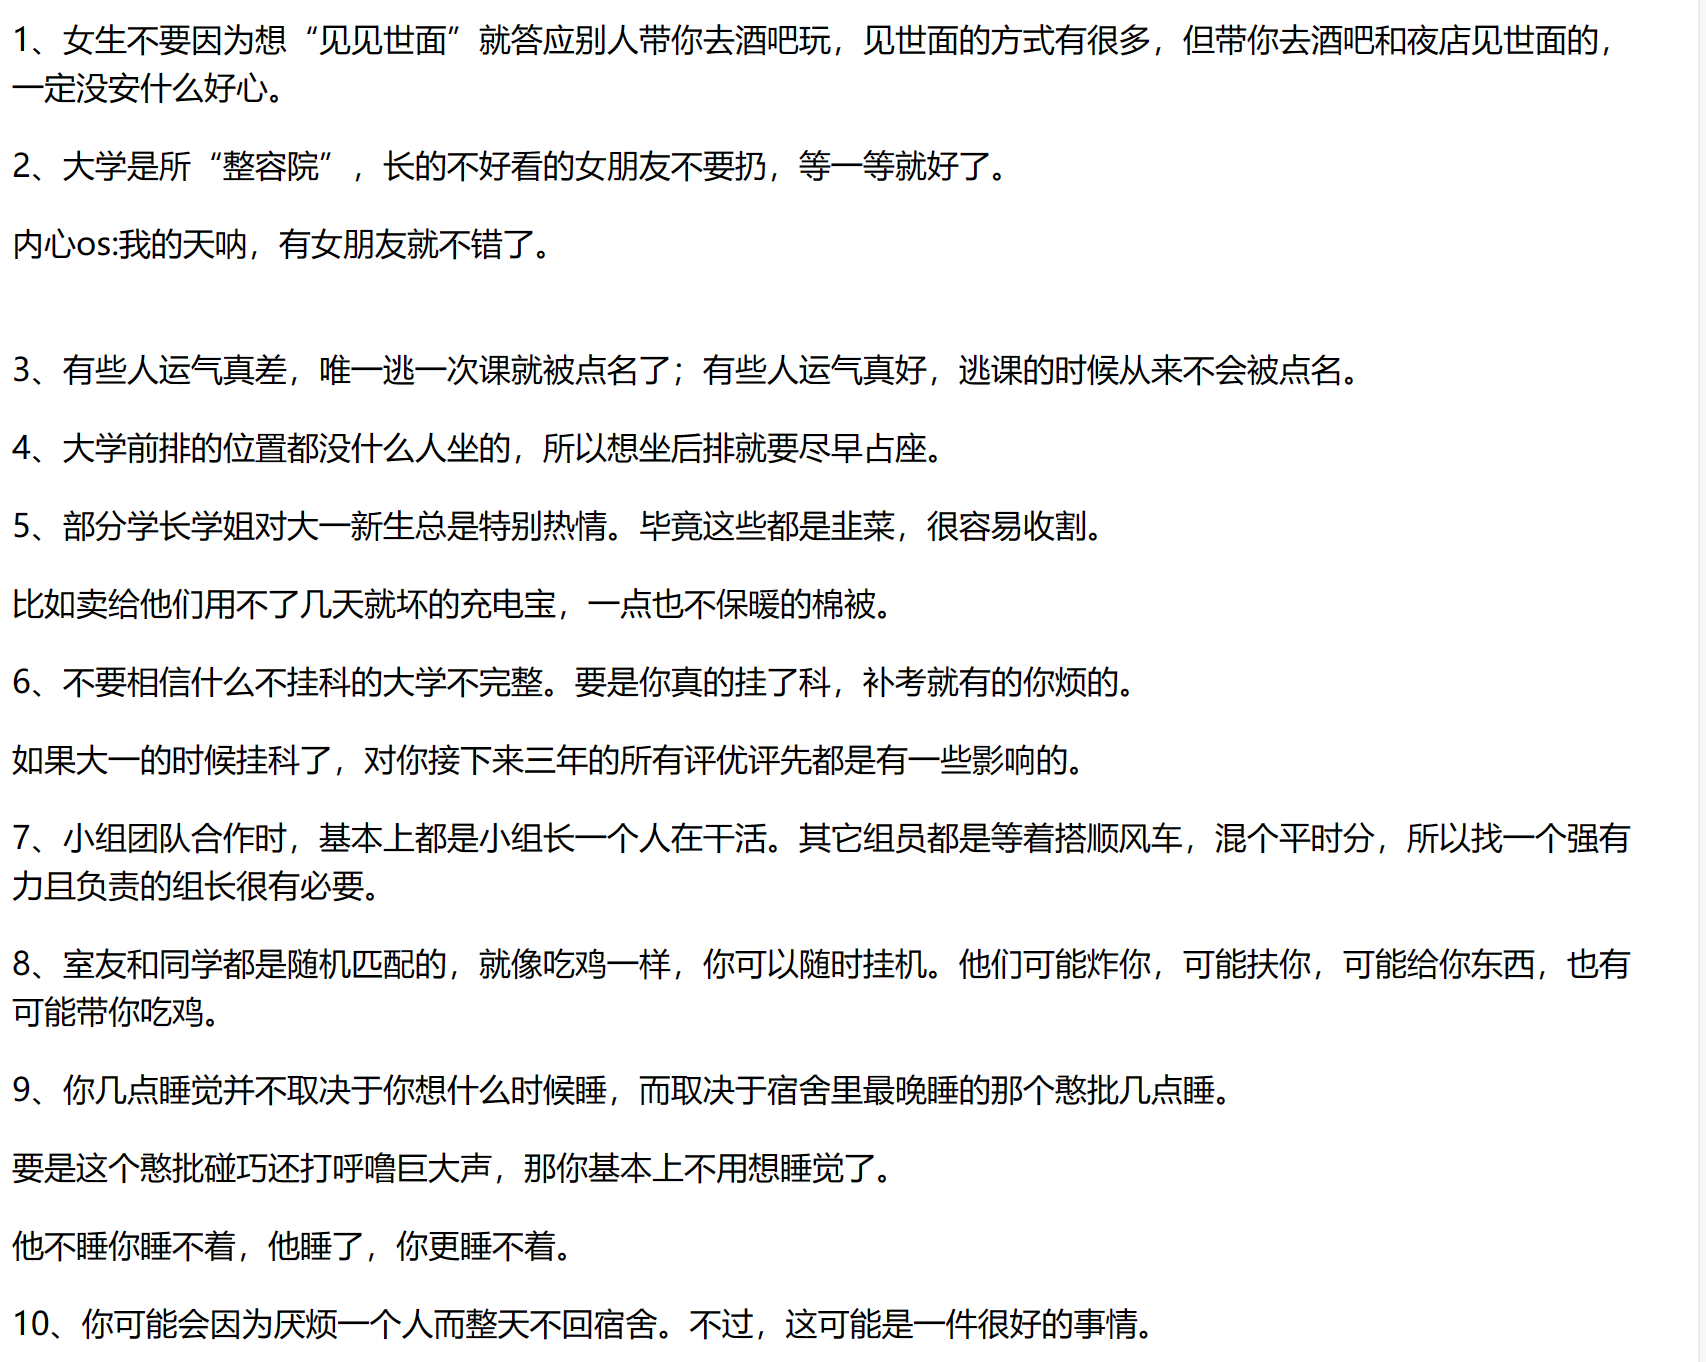 1、女生不要因为想“见见世面”就答应别人带你去酒吧玩，见世面的方式有很多，但带你去酒吧和夜店见世面的，
一定没安什么好心。
2、大学是所“整容院”，长的不好看的女朋友不要扔，等一等就好了。
内心os:我的天呐，有女朋友就不错了。
3、有些人运气真差，唯一逃一次课就被点名了；有些人运气真好，逃课的时候从来不会被点名。
4、大学前排的位置都没什么人坐的，所以想坐后排就要尽早占座。
5、部分学长学姐对大一新生总是特别热情。毕竟这些都是韭菜，很容易收割。
比如卖给他们用不了几天就坏的充电宝，一点也不保暖的棉被。
6、不要相信什么不挂科的大学不完整。要是你真的挂了科，补考就有的你烦的。
如果大一的时候挂科了，对你接下来三年的所有评优评先都是有一些影响的。
7、小组团队合作时，基本上都是小组长一个人在干活。其它组员都是等着搭顺风车，混个平时分，所以找一个强有
力且负责的组长很有必要。
8、室友和同学都是随机匹配的，就像吃鸡一样，你可以随时挂机。他们可能炸你，可能扶你，可能给你东西，也有
可能带你吃鸡。
9、你几点睡觉并不取决于你想什么时候睡，而取决于宿舍里最晚睡的那个憨批几点睡。
要是这个憨批碰巧还打呼噜巨大声，那你基本上不用想睡觉了。
他不睡你睡不着，他睡了，你更睡不着。
10、你可能会因为厌烦一个人而整天不回宿舍。不过，这可能是一件很好的事情。